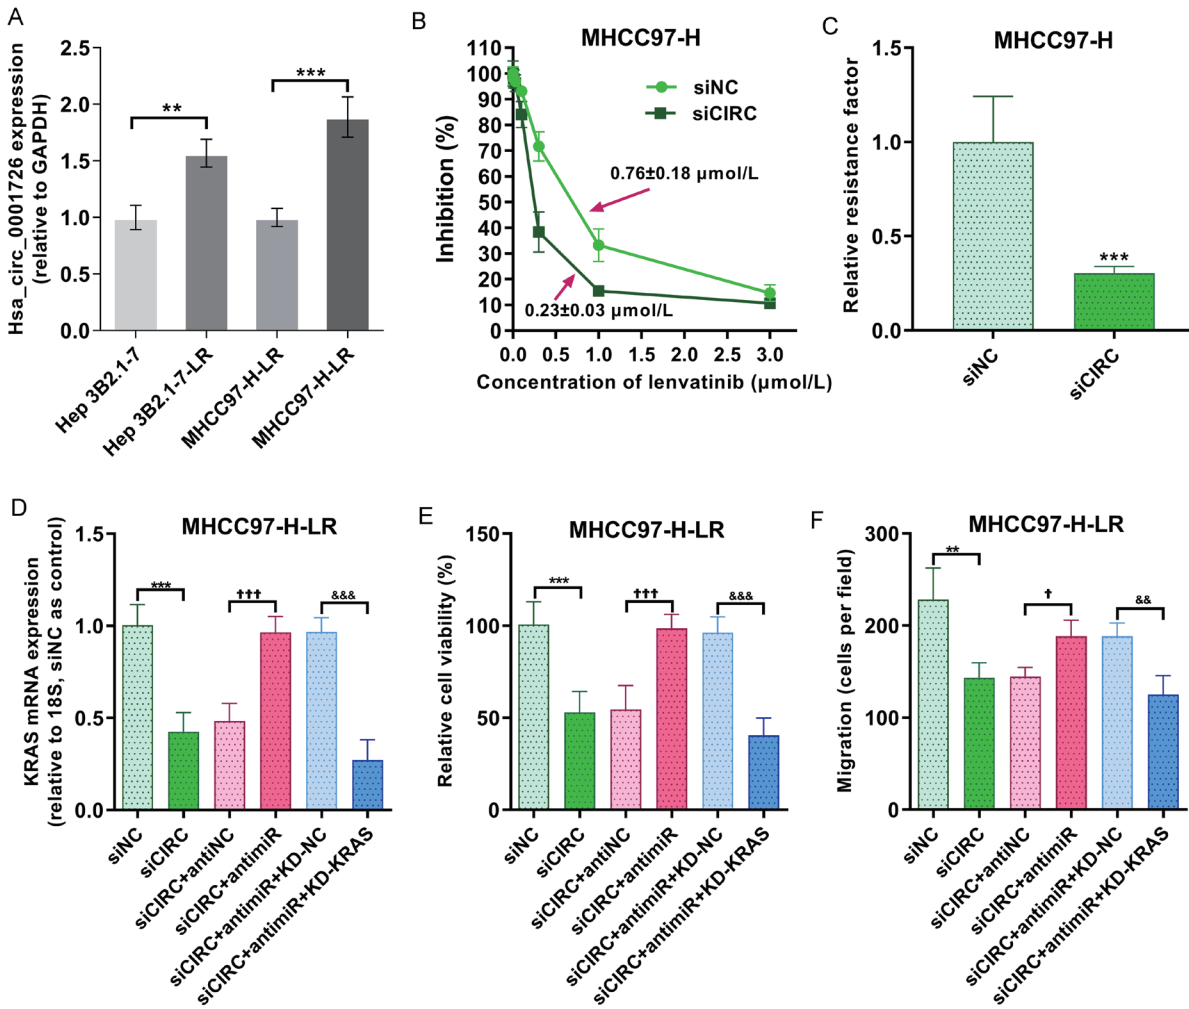 A
Hsa_circ_0001726 expression
(relative to GAPDH)
2.5
2.0
1.5
1.0
0.5
0.0
**
***
Hep 3B2.1-7
Hep 3B2.1-7-LR
MHCC97-H-LR
MHCC97-H-LR
B
MHCC97-H
Inhibition (%)
110
100
90
80
70
60
50
40
30
20
10
0
siNC
siCIRC
0.76±0.18 µmol/L
0.23±0.03 µmol/L
0.0 0.5 1.0 1.5 2.0 2.5 3.0
Concentration of lenvatinib (µmol/L)
C
MHCC97-H
Relative resistance factor
1.5
1.0
0.5
0.0
***
siNC
siCIRC
D
MHCC97-H-LR
KRAS mRNA expression
(relative to 18S, siNC as control)
1.5
1.0
0.5
0.0
***
†††
&&&
siNC
siCIRC
siCIRC+antiNC
siCIRC+antimiR
siCIRC+antimiR+KD-NC
siCIRC+antimiR+KD-KRAS
E
MHCC97-H-LR
Relative cell viability (%)
150
100
50
0
***
†††
&&&
siNC
siCIRC
siCIRC+antiNC
siCIRC+antimiR
siCIRC+antimiR+KD-NC
siCIRC+antimiR+KD-KRAS
F
MHCC97-H-LR
Migration (cells per field)
300
200
100
0
**
†
&&
siNC
siCIRC
siCIRC+antiNC
siCIRC+antimiR
siCIRC+antimiR+KD-NC
siCIRC+antimiR+KD-KRAS